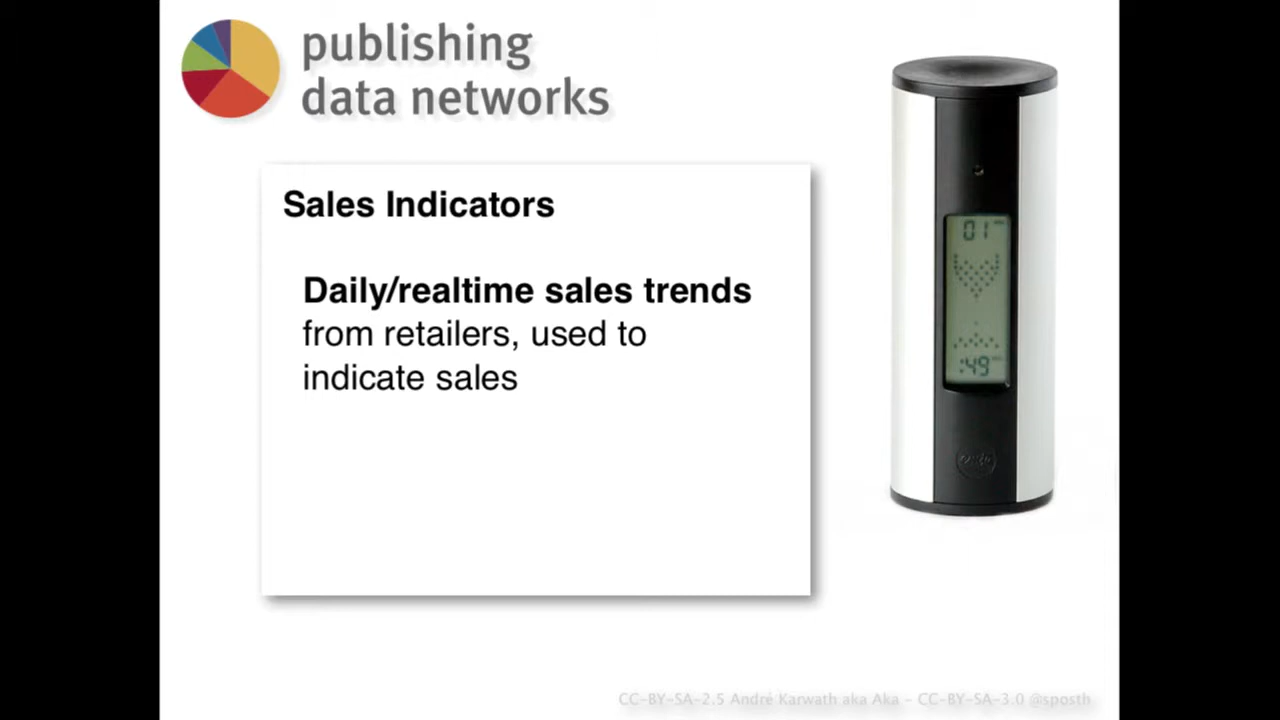 publishing
data networks
Sales Indicators
Daily/realtime sales trends
from retailers, used to
indicate sales
01
:49
CC-BY-SA-2.5 André Karwath aka Aka – CC-BY-SA-3.0 @sposth